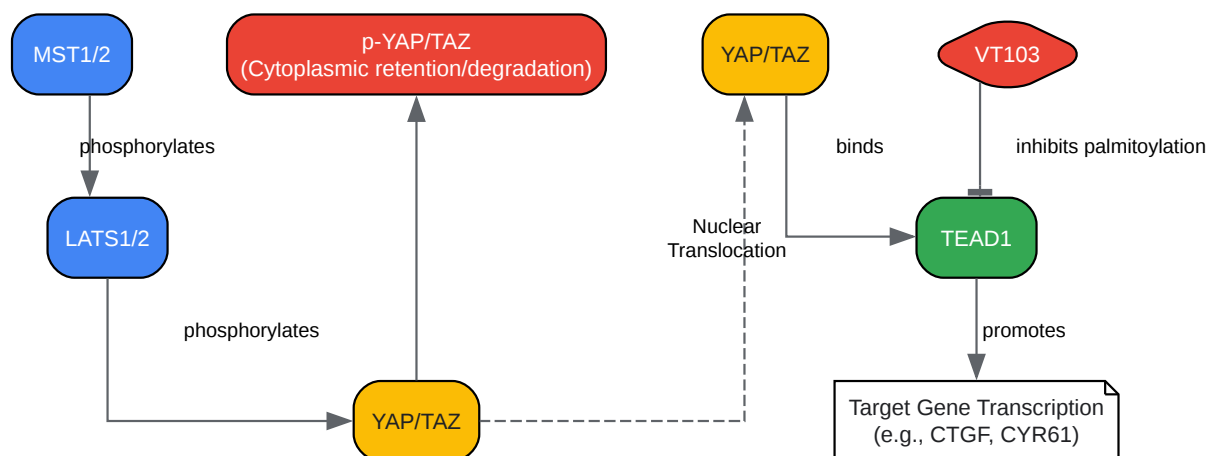 MST1/2
p-YAP/TAZ
(Cytoplasmic retention/degradation)
YAP/TAZ
VT103
phosphorylates
binds
inhibits palmitoylation
LATS1/2
Nuclear
Translocation
TEAD1
phosphorylates
promotes
YAP/TAZ
Target Gene Transcription
(e.g., CTGF, CYR61)